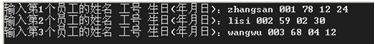 输入第1个员工的姓名 工号 生日(年月日)：zhangsan 001 78 12 24
输入第2个员工的姓名 工号 生日(年月日)：lisi 002 59 02 30
输入第3个员工的姓名 工号 生日(年月日)：wangwu 003 68 04 12